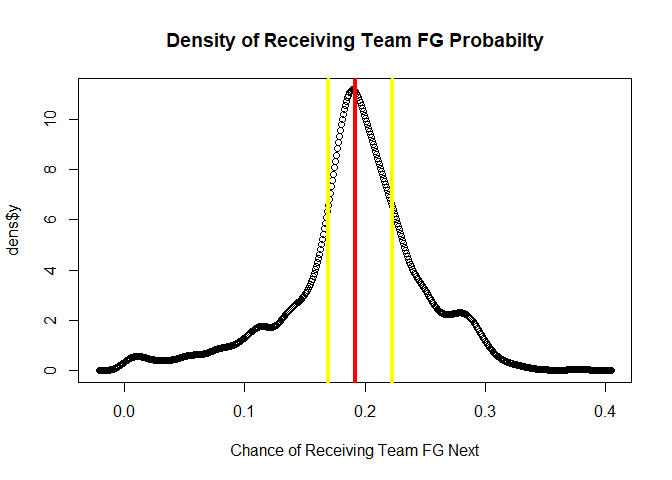 Density of Receiving Team FG Probabilty
dens$y
10
8
6
4
2
0
0.0 0.1 0.2 0.3 0.4
Chance of Receiving Team FG Next